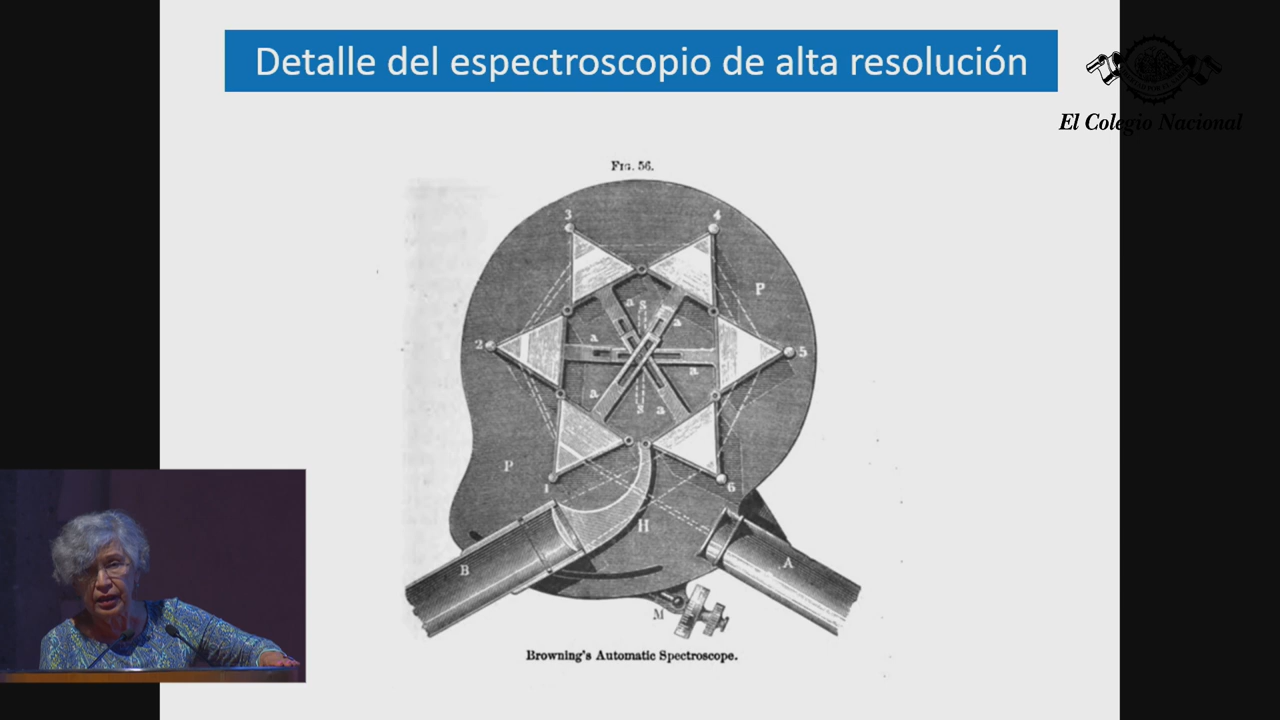 Detalle del espectroscopio de alta resolución
El Colegio Nacional
FIG. 56.
3
4
P
a
s
a
2
a
5
a
a
s
a
P
1
6
H
B
A
M
Browning's Automatic Spectroscope.